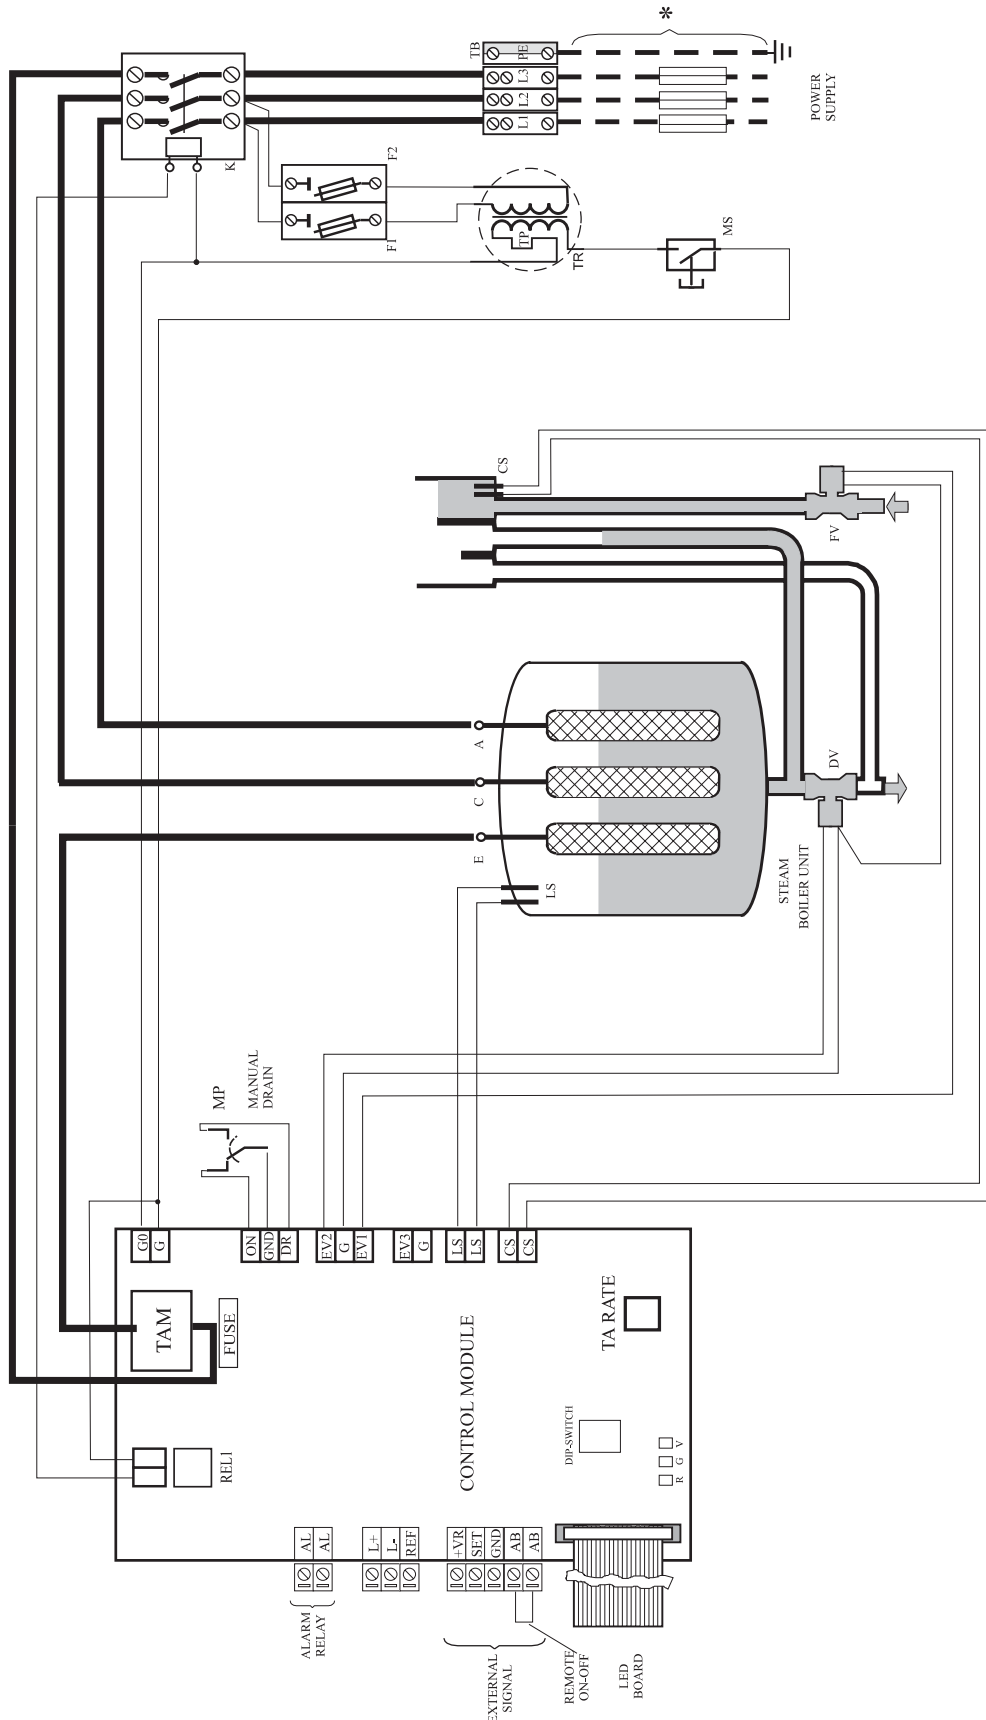 *
TB
PE
L3
L2
L1
POWER
SUPPLY
K
F2
F1
TP
TR
MS
CS
FV
A
C
E
LS
DV
STEAM
BOILER UNIT
MP
MANUAL
DRAIN
G0
G
ON
GND
DR
EV2
G
EV1
EV3
G
LS
LS
CS
CS
TAM
FUSE
REL1
CONTROL MODULE
TA RATE
DIP-SWITCH
R
G
V
AL
AL
L+
L-
REF
+VR
SET
GND
AB
AB
ALARM
RELAY
EXTERNAL
SIGNAL
REMOTE
ON-OFF
LED
BOARD